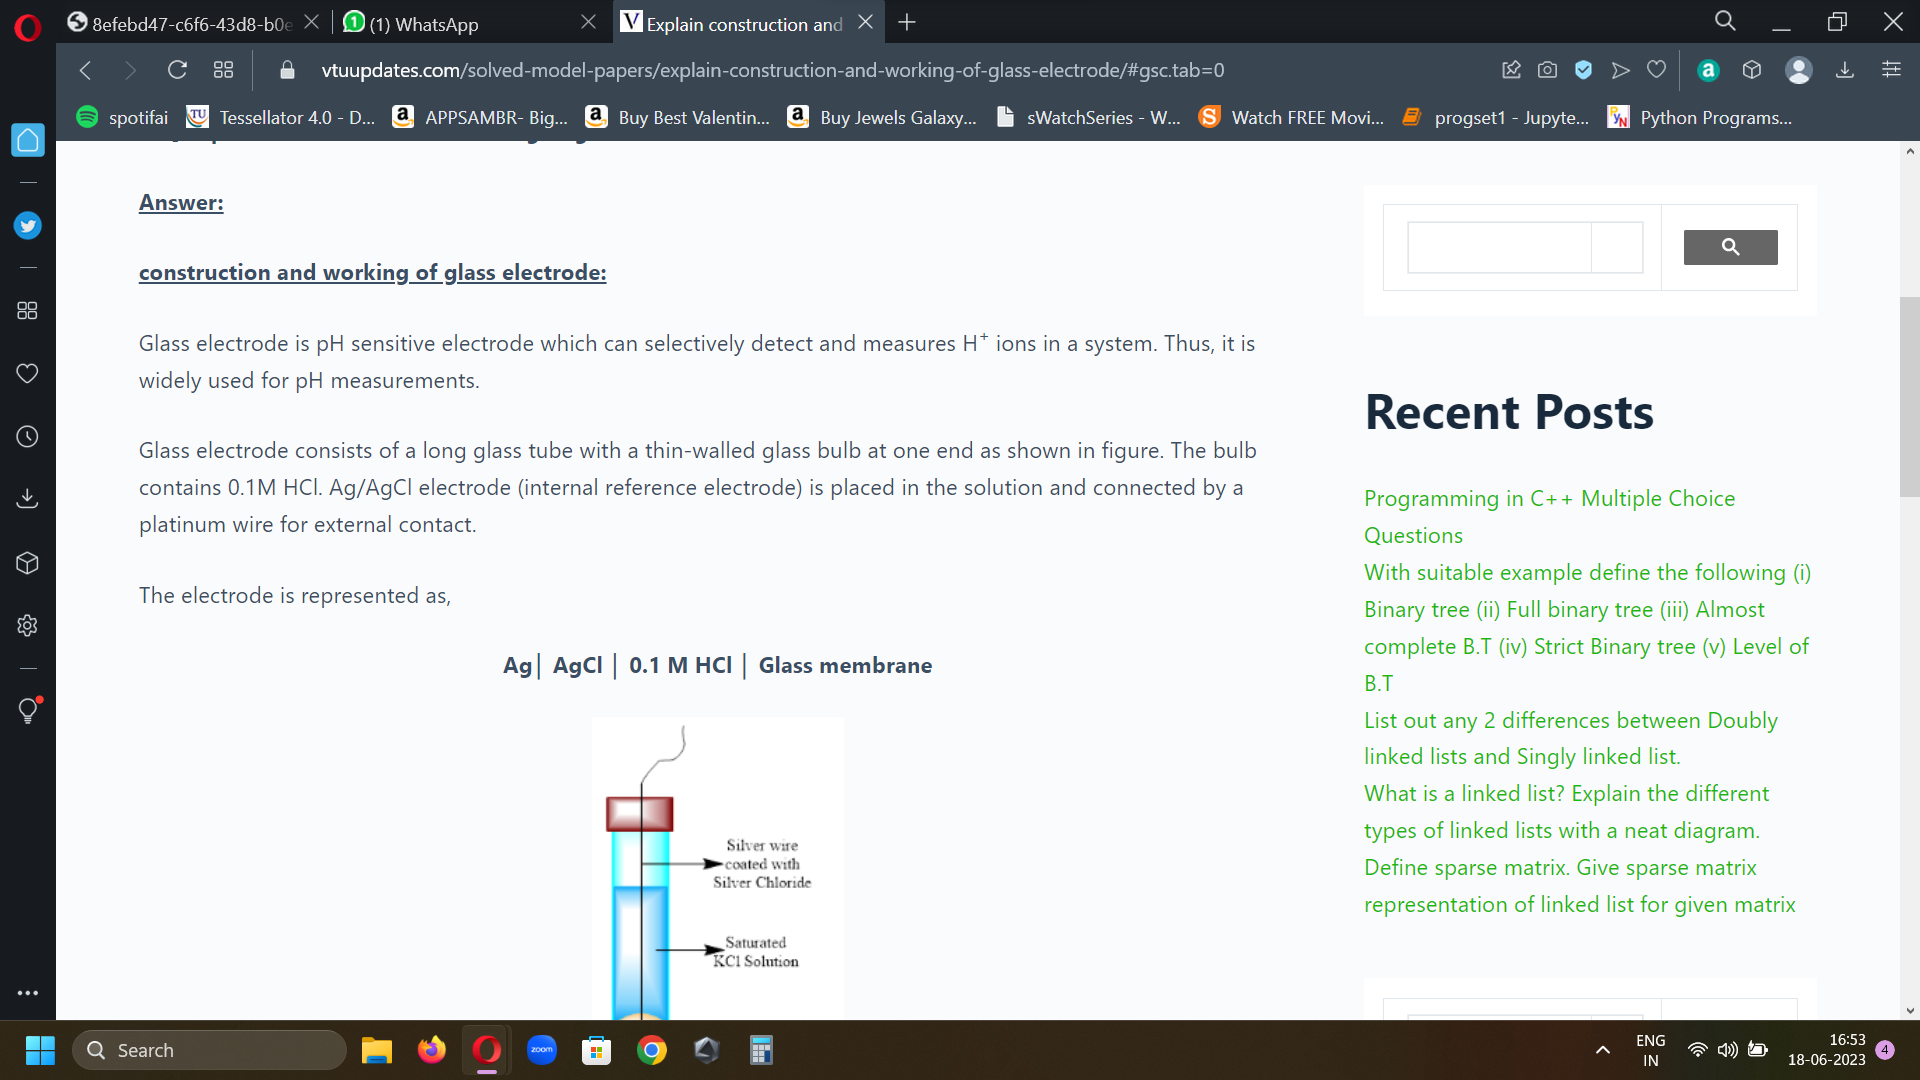 8efebd47-c6f6-43d8-b0e
(1) WhatsApp
Explain construction and
vtuupdates.com/solved-model-papers/explain-construction-and-working-of-glass-electrode/#gsc.tab=0
spotifai
Tessellator 4.0 - D...
APPSAMBR- Big...
Buy Best Valentin...
Buy Jewels Galaxy...
sWatchSeries - W...
Watch FREE Movi...
progset1 - Jupyte...
Python Programs...
Answer:
construction and working of glass electrode:
Glass electrode is pH sensitive electrode which can selectively detect and measures H⁺ ions in a system. Thus, it is
widely used for pH measurements.
Glass electrode consists of a long glass tube with a thin-walled glass bulb at one end as shown in figure. The bulb
contains 0.1M HCl. Ag/AgCl electrode (internal reference electrode) is placed in the solution and connected by a
platinum wire for external contact.
The electrode is represented as,
Ag│ AgCl │ 0.1 M HCl │ Glass membrane
Silver wire
coated with
Silver Chloride
Saturated
KCl Solution
Recent Posts
Programming in C++ Multiple Choice
Questions
With suitable example define the following (i)
Binary tree (ii) Full binary tree (iii) Almost
complete B.T (iv) Strict Binary tree (v) Level of
B.T
List out any 2 differences between Doubly
linked lists and Singly linked list.
What is a linked list? Explain the different
types of linked lists with a neat diagram.
Define sparse matrix. Give sparse matrix
representation of linked list for given matrix
Search
zoom
ENG
IN
16:53
18-06-2023
4